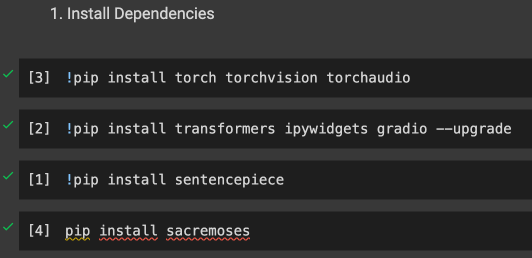 1. Install Dependencies
[3] !pip install torch torchvision torchaudio
[2] !pip install transformers ipywidgets gradio --upgrade
[1] !pip install sentencepiece
[4] pip install sacremoses